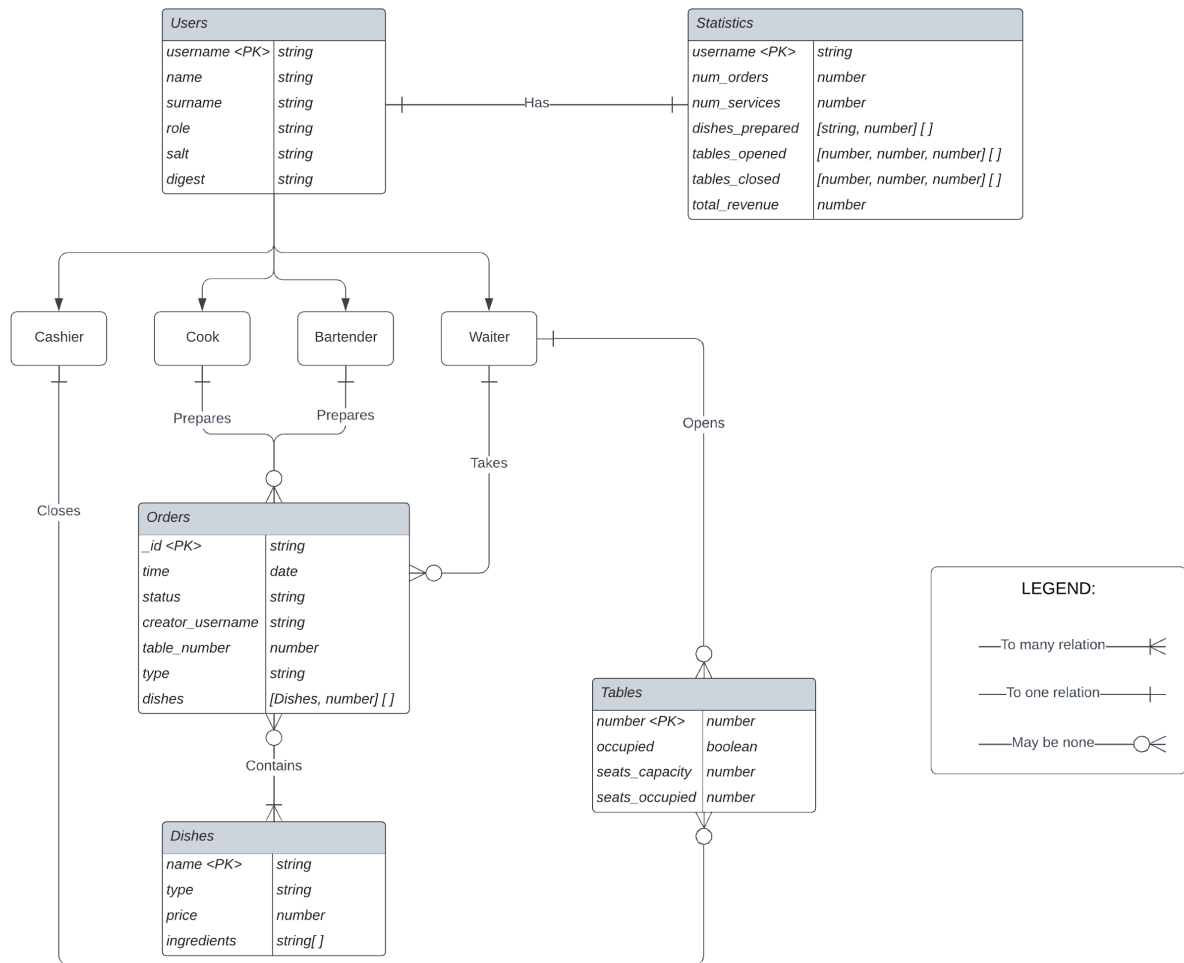 Users
username <PK> string
name string
surname string
role string
salt string
digest string
Has
Statistics
username <PK> string
num_orders number
num_services number
dishes_prepared [string, number] [ ]
tables_opened [number, number, number] [ ]
tables_closed [number, number, number] [ ]
total_revenue number
Cashier
Cook
Bartender
Waiter
Prepares
Prepares
Takes
Opens
Closes
Orders
_id <PK> string
time date
status string
creator_username string
table_number number
type string
dishes [Dishes, number] [ ]
Contains
Dishes
name <PK> string
type string
price number
ingredients string[ ]
Tables
number <PK> number
occupied boolean
seats_capacity number
seats_occupied number
LEGEND:
To many relation
To one relation
May be none